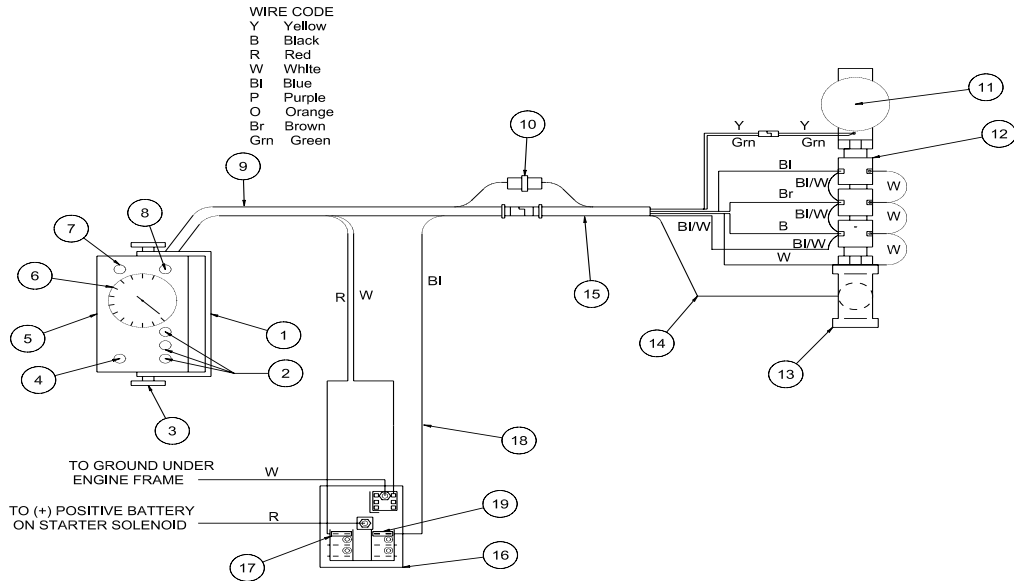 WIRE CODE
Y Yellow
B Black
R Red
W White
Bl Blue
P Purple
O Orange
Br Brown
Grn Green
10
11
12
Y Y
Grn Grn
9
Bl
Bl/W
W
8
7
Br
Bl/W
W
6
B
Bl/W
Bl/W
W
W
5
1
R
W
Bl
15
14
4
2
13
3
18
TO GROUND UNDER
ENGINE FRAME
W
TO (+) POSITIVE BATTERY
ON STARTER SOLENOID
R
19
17
16